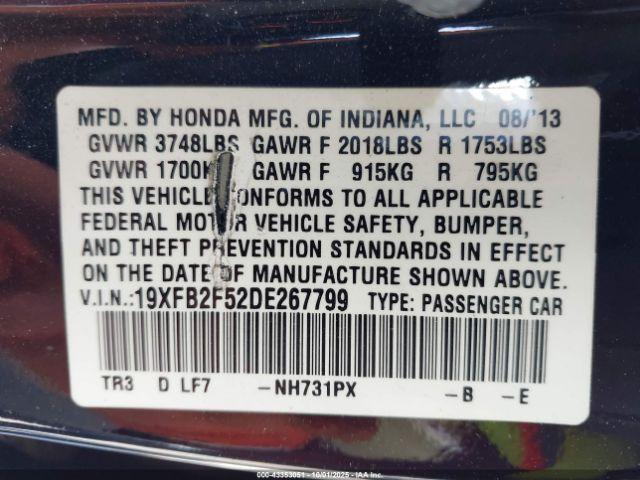 MFD. BY HONDA MFG. OF INDIANA, LLC 08/'13
GVWR 3748LBS GAWR F 2018LBS R 1753LBS
GVWR 1700K GAWR F 915KG R 795KG
THIS VEHICLE CONFORMS TO ALL APPLICABLE
FEDERAL MOTOR VEHICLE SAFETY, BUMPER,
AND THEFT PREVENTION STANDARDS IN EFFECT
ON THE DATE OF MANUFACTURE SHOWN ABOVE.
V.I.N.:19XFB2F52DE267799 TYPE: PASSENGER CAR
TR3 D LF7 -NH731PX -B -E
000-43353051 - 10/01/2025 - IAAI.COM